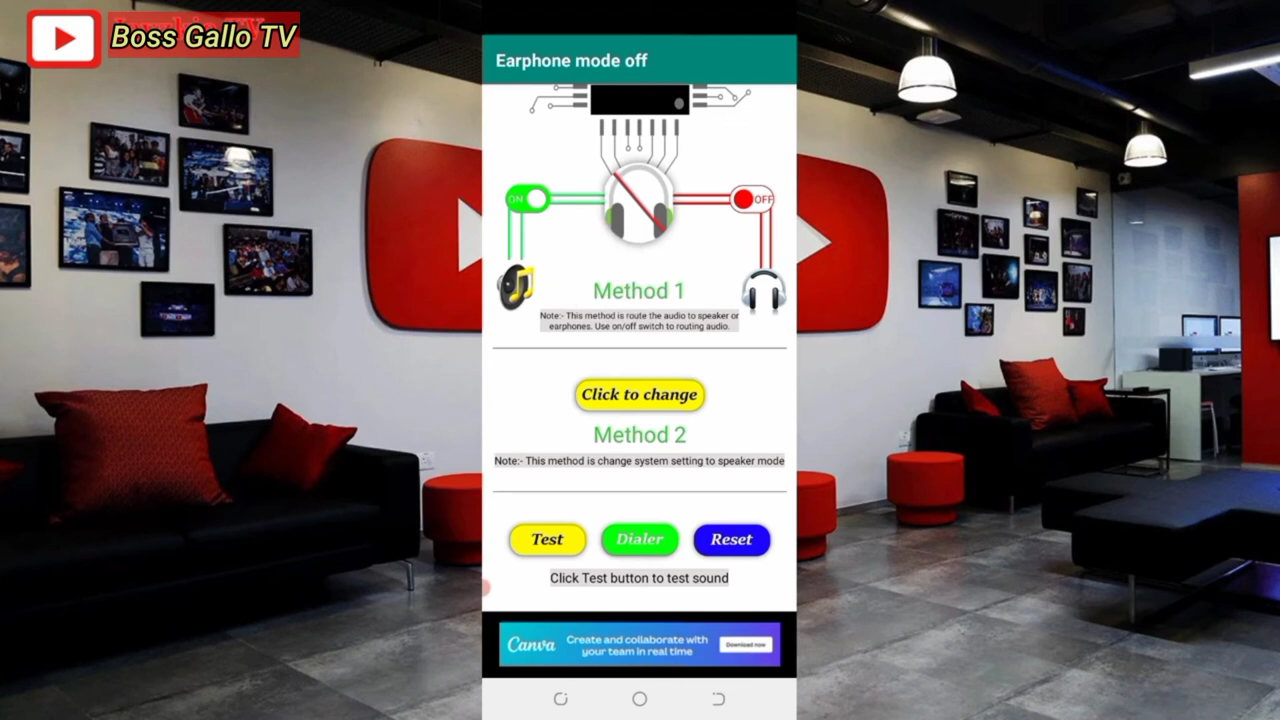 Boss Gallo TV
Earphone mode off
ON
OFF
Method 1
Note:- This method is route the audio to speaker or
earphones. Use on/off switch to routing audio.
Click to change
Method 2
Note:- This method is change system setting to speaker mode
Test
Dialer
Reset
Click Test button to test sound
Canva
Create and collaborate with
your team in real time
Download now